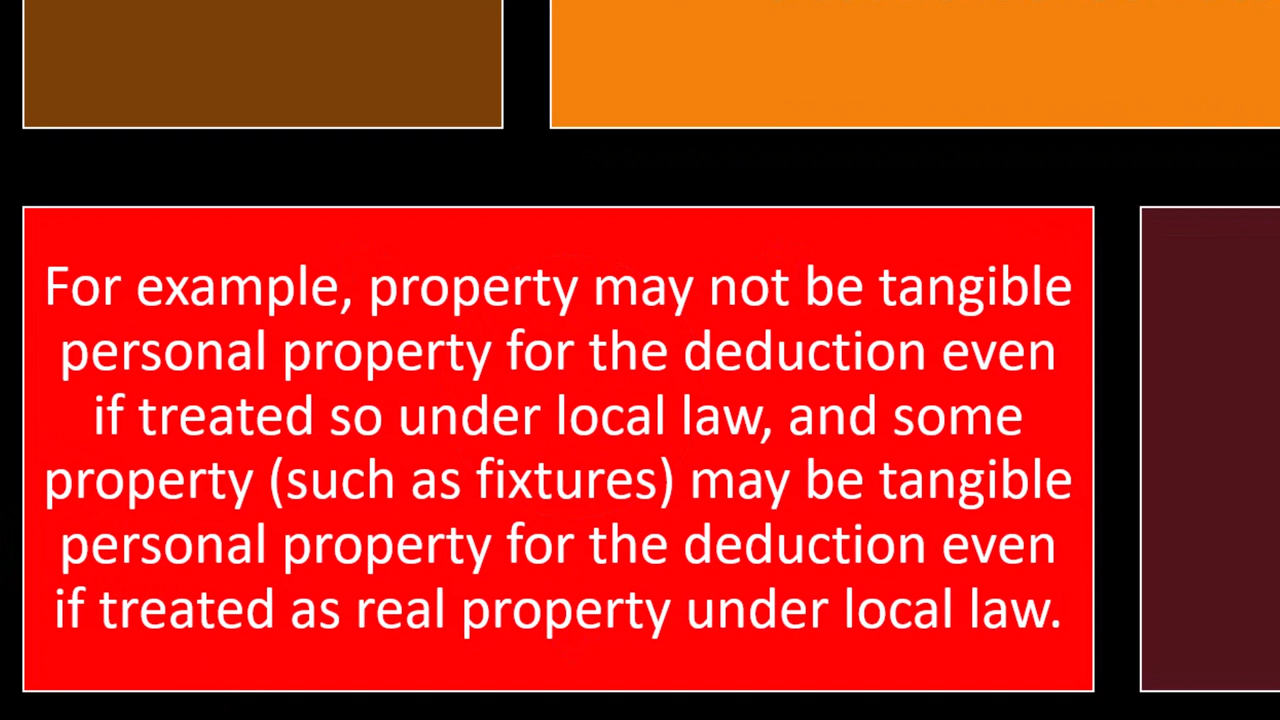 For example, property may not be tangible
personal property for the deduction even
if treated so under local law, and some
property (such as fixtures) may be tangible
personal property for the deduction even
if treated as real property under local law.